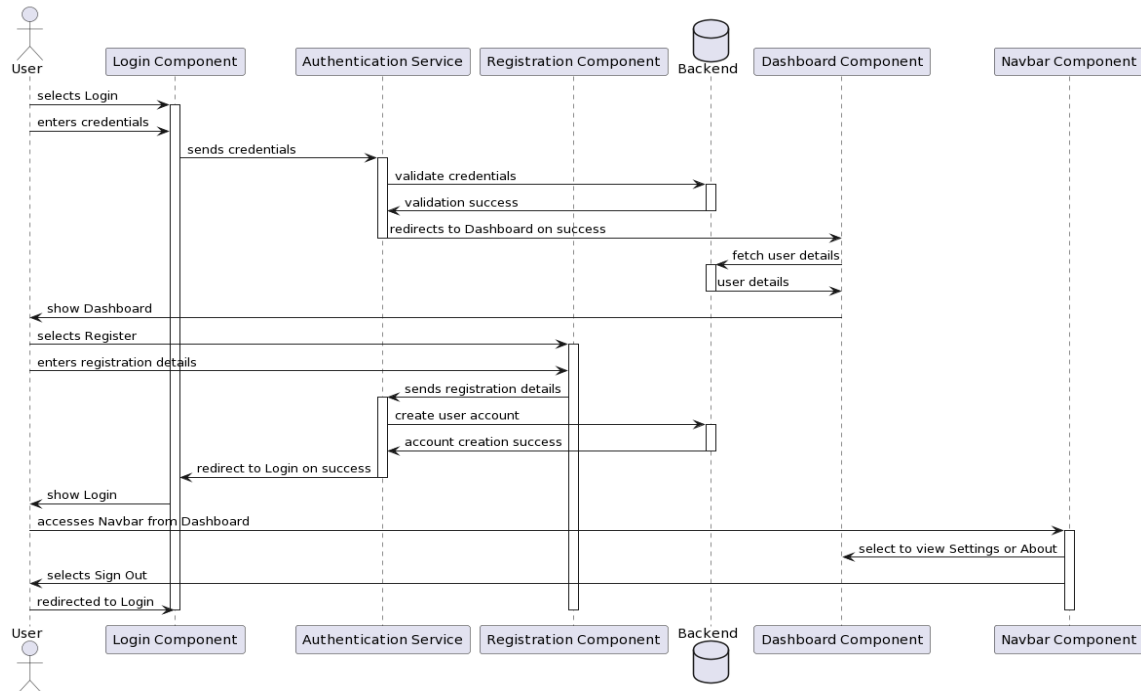 User
Login Component
Authentication Service
Registration Component
Backend
Dashboard Component
Navbar Component
selects Login
enters credentials
sends credentials
validate credentials
validation success
redirects to Dashboard on success
fetch user details
user details
show Dashboard
selects Register
enters registration details
sends registration details
create user account
account creation success
redirect to Login on success
show Login
accesses Navbar from Dashboard
select to view Settings or About
selects Sign Out
redirected to Login
User
Login Component
Authentication Service
Registration Component
Backend
Dashboard Component
Navbar Component